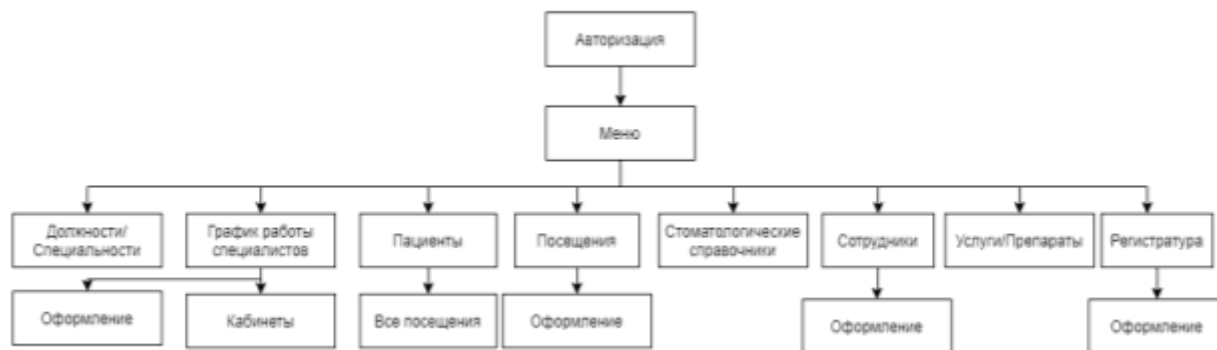 Авторизация
Меню
Должности/
Специальности
График работы
специалистов
Пациенты
Посещения
Стоматологические
справочники
Сотрудники
Услуги/Препараты
Регистратура
Оформление
Кабинеты
Все посещения
Оформление
Оформление
Оформление